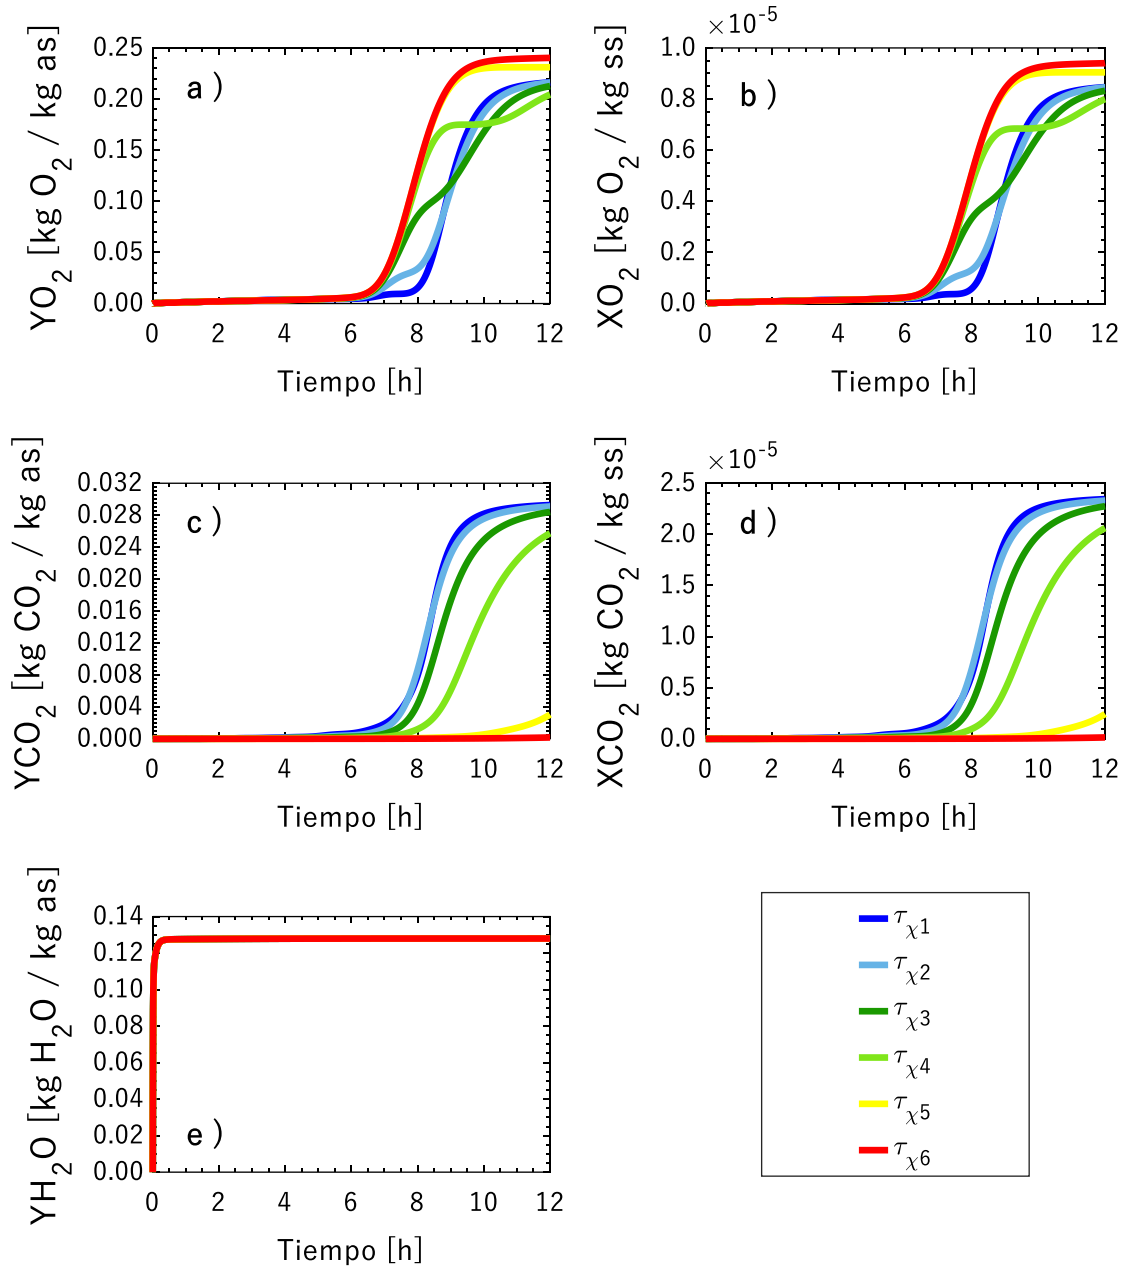 ×10⁻⁵
YO₂ [kg O₂ / kg as]
0.25
0.20
0.15
0.10
0.05
0.00
a )
0 2 4 6 8 10 12
Tiempo [h]
XO₂ [kg O₂ / kg ss]
1.0
0.8
0.6
0.4
0.2
0.0
b )
0 2 4 6 8 10 12
Tiempo [h]
YCO₂ [kg CO₂ / kg as]
0.032
0.028
0.024
0.020
0.016
0.012
0.008
0.004
0.000
c )
0 2 4 6 8 10 12
Tiempo [h]
×10⁻⁵
XCO₂ [kg CO₂ / kg ss]
2.5
2.0
1.5
1.0
0.5
0.0
d )
0 2 4 6 8 10 12
Tiempo [h]
YH₂O [kg H₂O / kg as]
0.14
0.12
0.10
0.08
0.06
0.04
0.02
0.00
e )
0 2 4 6 8 10 12
Tiempo [h]
τχ1
τχ2
τχ3
τχ4
τχ5
τχ6